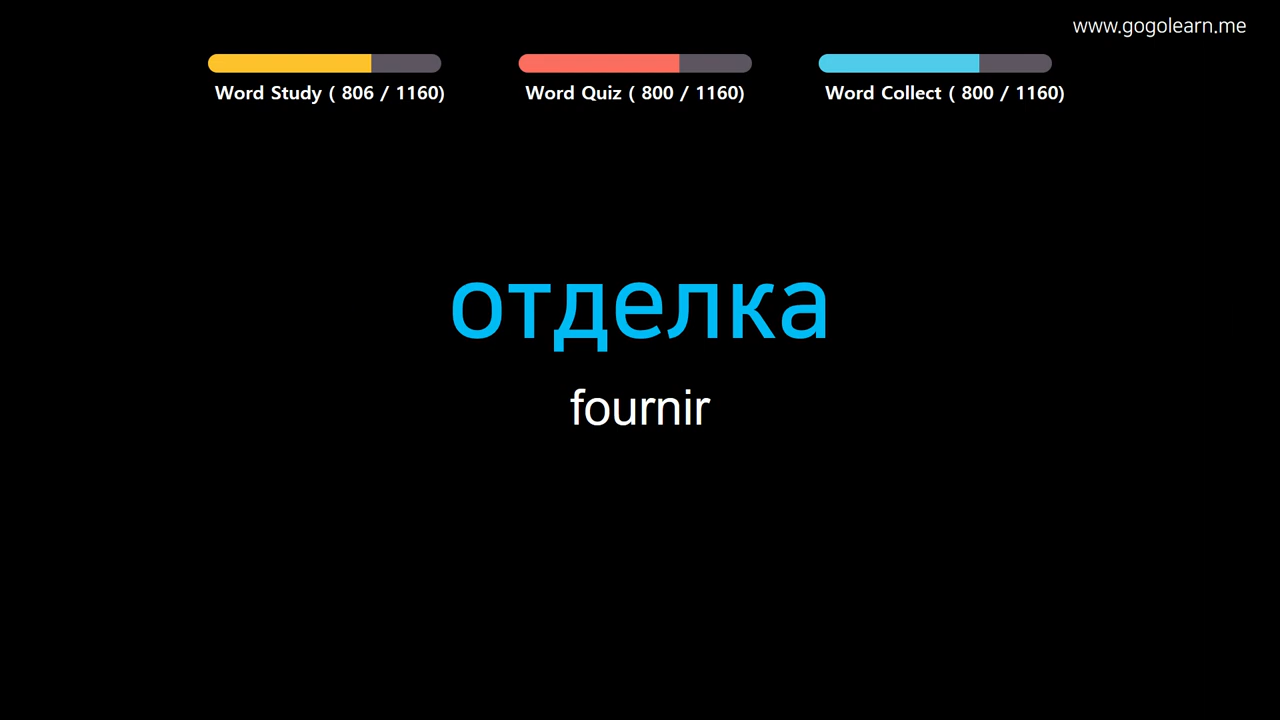 www.gogolearn.me
Word Study ( 806 / 1160)
Word Quiz ( 800 / 1160)
Word Collect ( 800 / 1160)
отделка
fournir